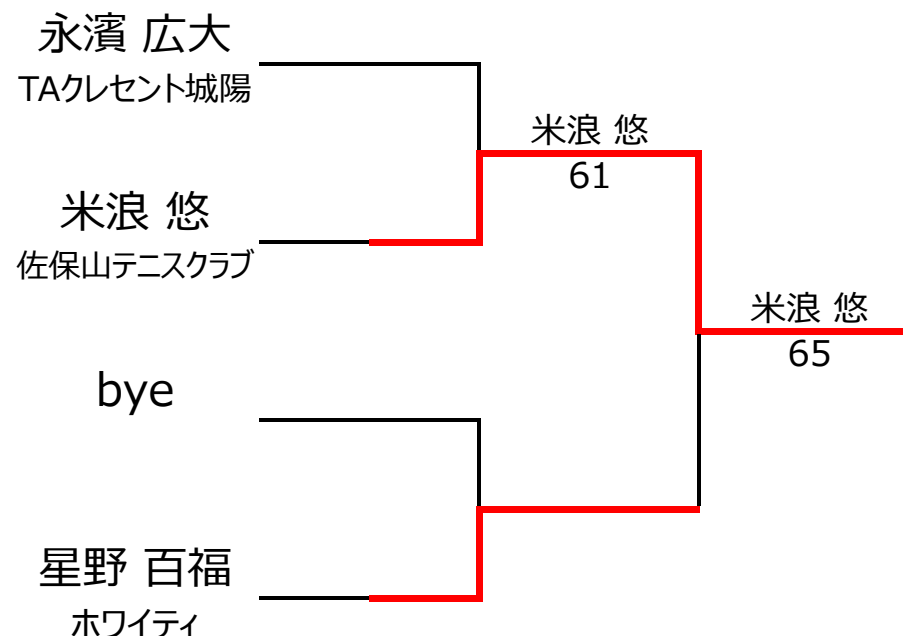 永濱 広大
TAクレセント城陽
米浪 悠
61
米浪 悠
佐保山テニスクラブ
米浪 悠
65
bye
星野 百福
ホワイティ